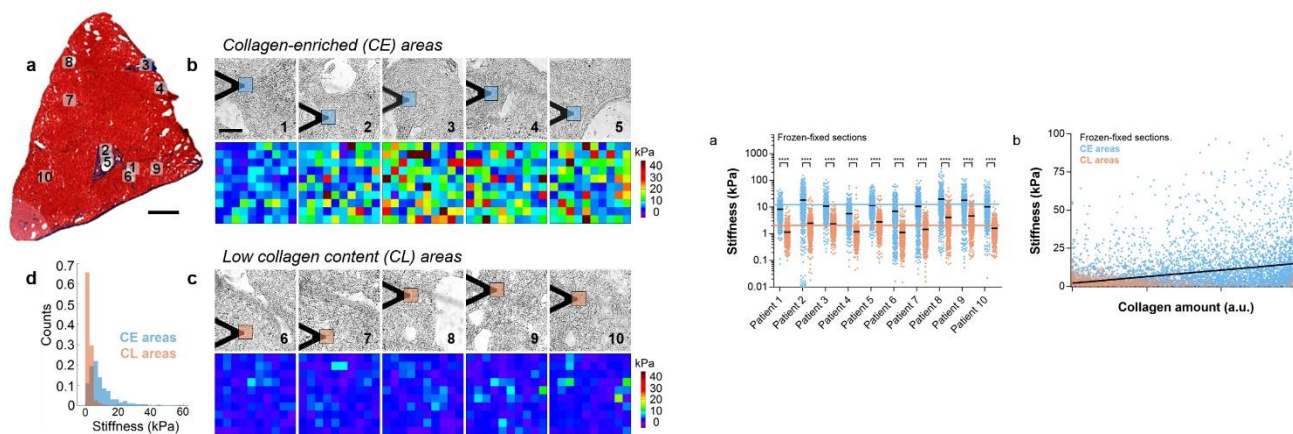 a
8
3
4
7
2
5
1
6
9
10
b
Collagen-enriched (CE) areas
1
2
3
4
5
kPa
40
30
20
10
0
d
0.7
0.6
0.5
0.4
0.3
0.2
0.1
0
Counts
CE areas
CL areas
0
20
40
60
Stiffness (kPa)
c
Low collagen content (CL) areas
6
7
8
9
10
kPa
40
30
20
10
0
a
Frozen-fixed sections
1000
100
10
1
0.1
0.01
Stiffness (kPa)
**** **** **** **** **** **** **** **** **** ****
Patient 1
Patient 2
Patient 3
Patient 4
Patient 5
Patient 6
Patient 7
Patient 8
Patient 9
Patient 10
b
Frozen-fixed sections
CE areas
CL areas
100
75
50
25
0
Stiffness (kPa)
Collagen amount (a.u.)